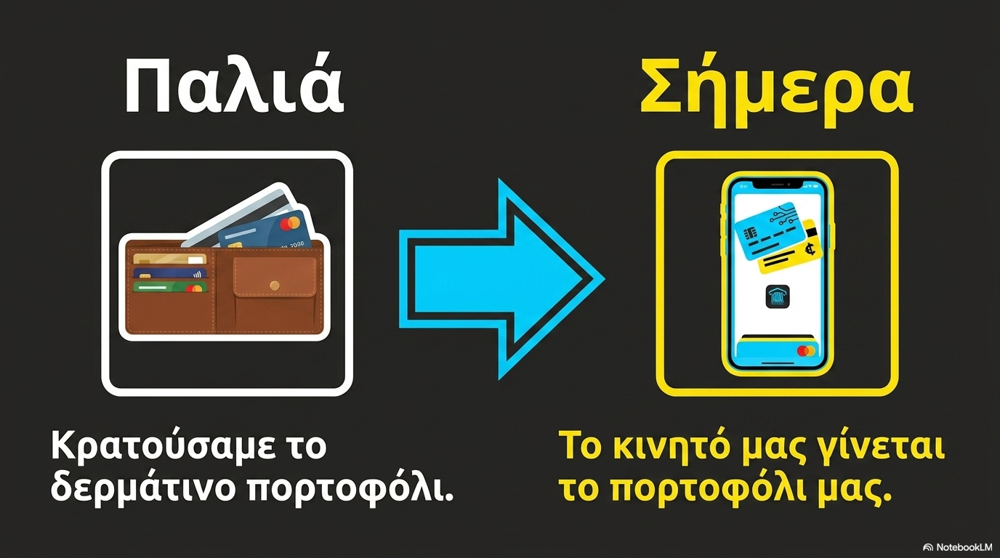 Παλιά
Σήμερα
Κρατούσαμε το
δερμάτινο πορτοφόλι.
Το κινητό μας γίνεται
το πορτοφόλι μας.
NotebookLM